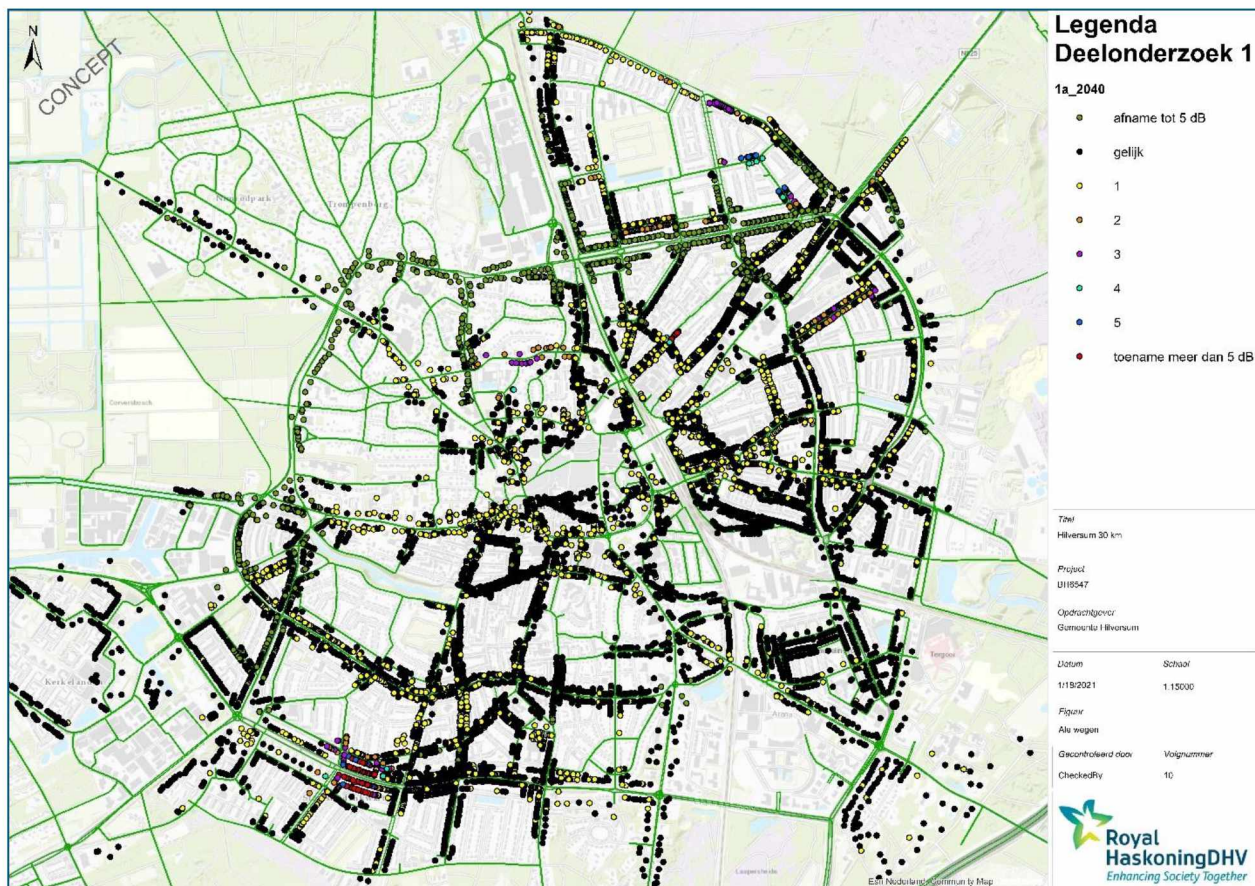 N
CONCEPT
Trompenberg
Kerkelanden
Legenda
Deelonderzoek 1
1a_2040
afname tot 5 dB
gelijk
1
2
3
4
5
toename meer dan 5 dB
Titel
Hilversum 30 km
Project
Opdrachtgever
Gemeente Hilversum
Datum
Schaal
1/18/2021
1:15000
Figuur
Alle wegen
Gecontroleerd door
Volgnummer
CheckedBy
10
Royal
HaskoningDHV
Enhancing Society Together
Esri Nederland, Community Map